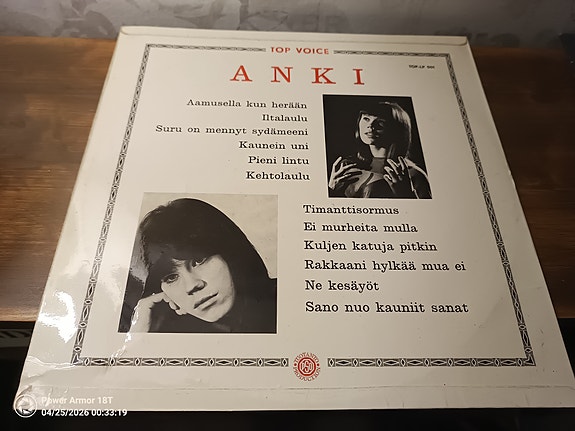 TOP VOICE
ANKI
TOP-LP 501
Aamusella kun herään
Iltalaulu
Suru on mennyt sydämeeni
Kaunein uni
Pieni lintu
Kehtolaulu
Timanttisormus
Ei murheita mulla
Kuljen katuja pitkin
Rakkaani hylkää mua ei
Ne kesäyöt
Sano nuo kauniit sanat
Power Armor 18T
04/25/2026 00:33:19